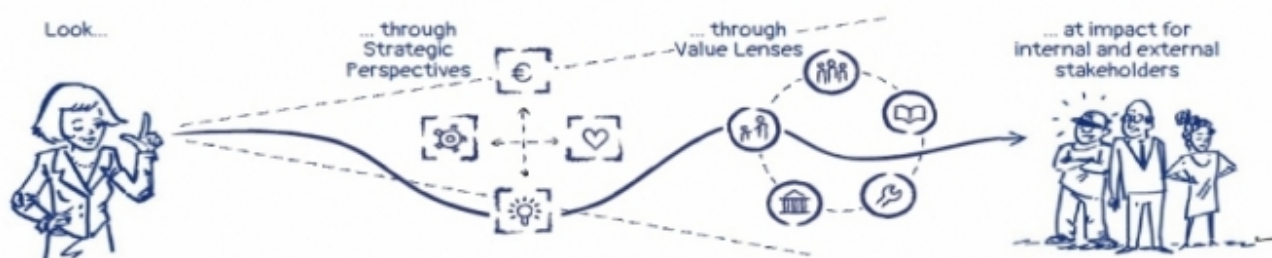 Look...
... through
Strategic
Perspectives
... through
Value Lenses
... at impact for
internal and external
stakeholders
€